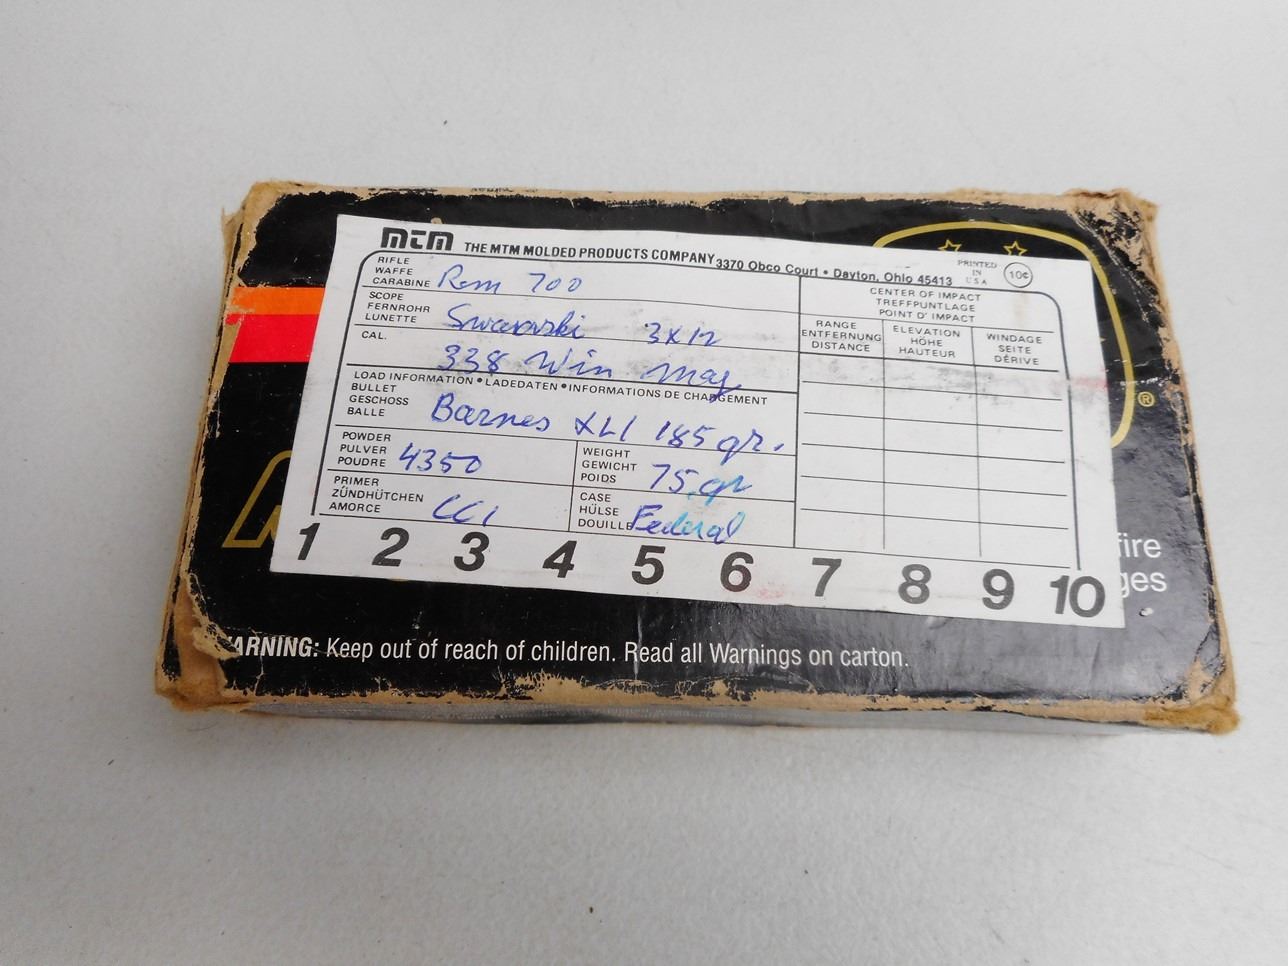 MTM THE MTM MOLDED PRODUCTS COMPANY 3370 Obco Court • Dayton, Ohio 45413 PRINTED IN USA 10¢
RIFLE
WAFFE
CARABINE Rem 700
SCOPE
FERNROHR
LUNETTE Swarovski 3x12
CAL.
338 Win Mag
LOAD INFORMATION • LADEDATEN • INFORMATIONS DE CHARGEMENT
BULLET
GESCHOSS
BALLE Barnes XL1 185 gr.
POWDER
PULVER
POUDRE 4350
WEIGHT
GEWICHT
POIDS 75 gr
PRIMER
ZÜNDHÜTCHEN
AMORCE CCI
CASE
HÜLSE
DOUILLE Federal
CENTER OF IMPACT
TREFFPUNTLAGE
POINT D' IMPACT
RANGE
ENTFERNUNG
DISTANCE
ELEVATION
HÖHE
HAUTEUR
WINDAGE
SEITE
DÉRIVE
1 2 3 4 5 6 7 8 9 10
®
fire
ges
ARNING: Keep out of reach of children. Read all Warnings on carton.